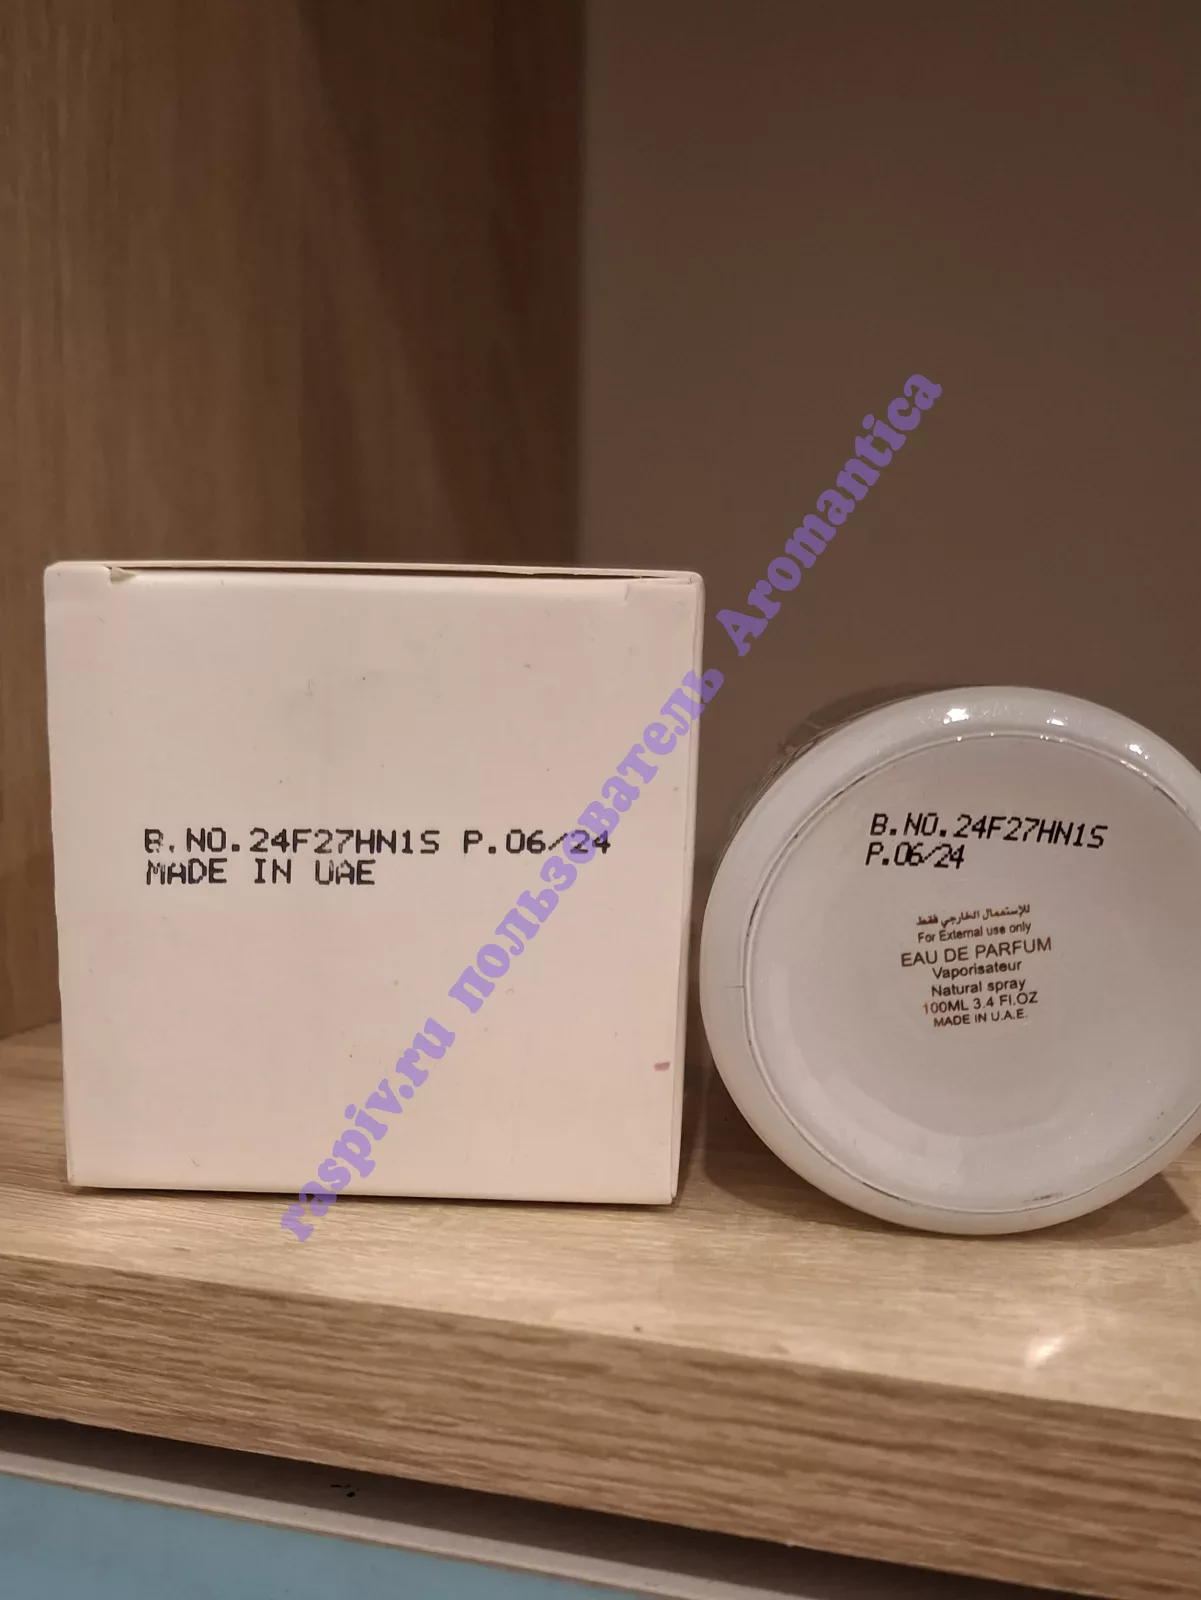 B.NO.24F27HN1S P.06/24
MADE IN UAE
B.NO.24F27HN1S
P.06/24
للإستعمال الخارجي فقط
For External use only
EAU DE PARFUM
Vaporisateur
Natural spray
100ML 3.4 Fl.OZ
MADE IN U.A.E.
raspiv.ru пользователь Aromantica